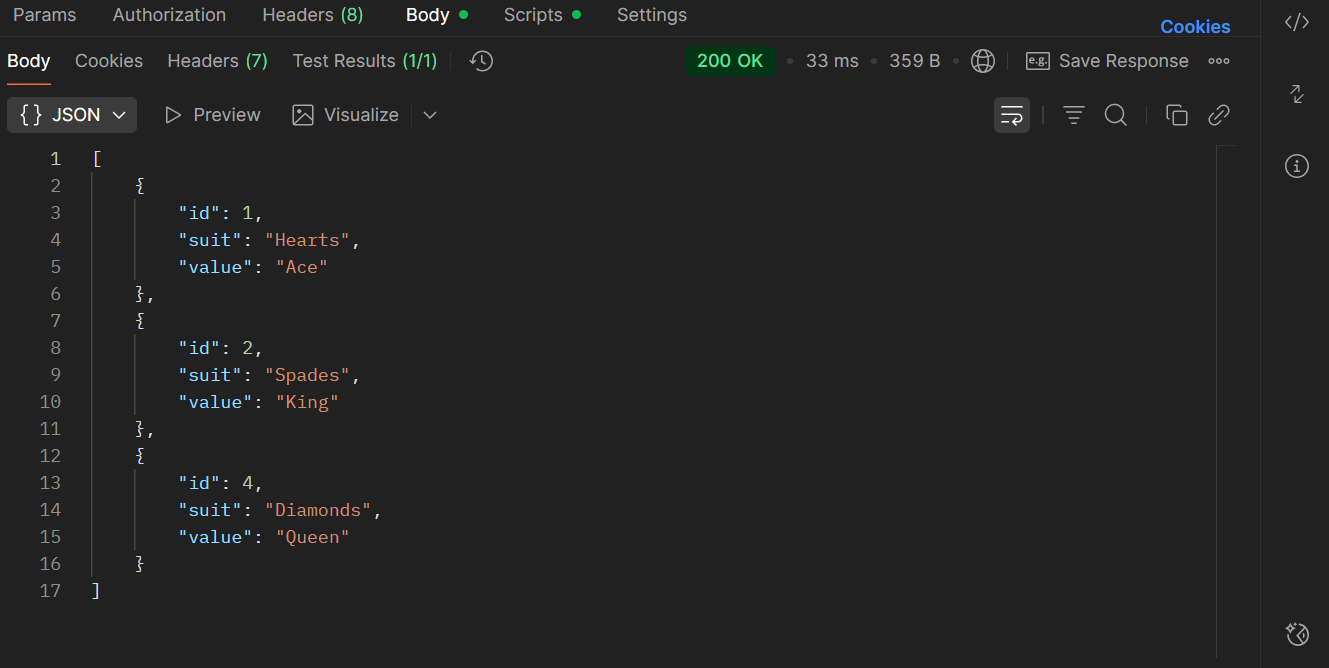 Params Authorization Headers (8) Body Scripts Settings
Cookies
Body Cookies Headers (7) Test Results (1/1) 200 OK 33 ms 359 B e.g. Save Response
{} JSON Preview Visualize
1 [
2 {
3 "id": 1,
4 "suit": "Hearts",
5 "value": "Ace"
6 },
7 {
8 "id": 2,
9 "suit": "Spades",
10 "value": "King"
11 },
12 {
13 "id": 4,
14 "suit": "Diamonds",
15 "value": "Queen"
16 }
17 ]